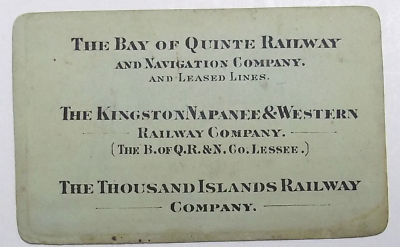 THE BAY OF QUINTE RAILWAY
AND NAVIGATION COMPANY.
AND LEASED LINES.
THE KINGSTON NAPANEE & WESTERN
RAILWAY COMPANY.
(THE B. OF Q. R. & N. CO. LESSEE.)
THE THOUSAND ISLANDS RAILWAY
COMPANY.